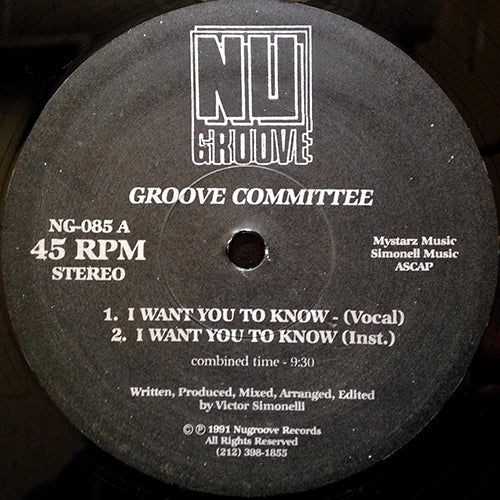 NU
GROOVE
GROOVE COMMITTEE
NG-085 A
45 RPM
STEREO
Mystarz Music
Simonell Music
ASCAP
1. I WANT YOU TO KNOW - (Vocal)
2. I WANT YOU TO KNOW (Inst.)
combined time - 9:30
Written, Produced, Mixed, Arranged, Edited
by Victor Simonelli
© ℗ 1991 Nugroove Records
All Rights Reserved
(212) 398-1855